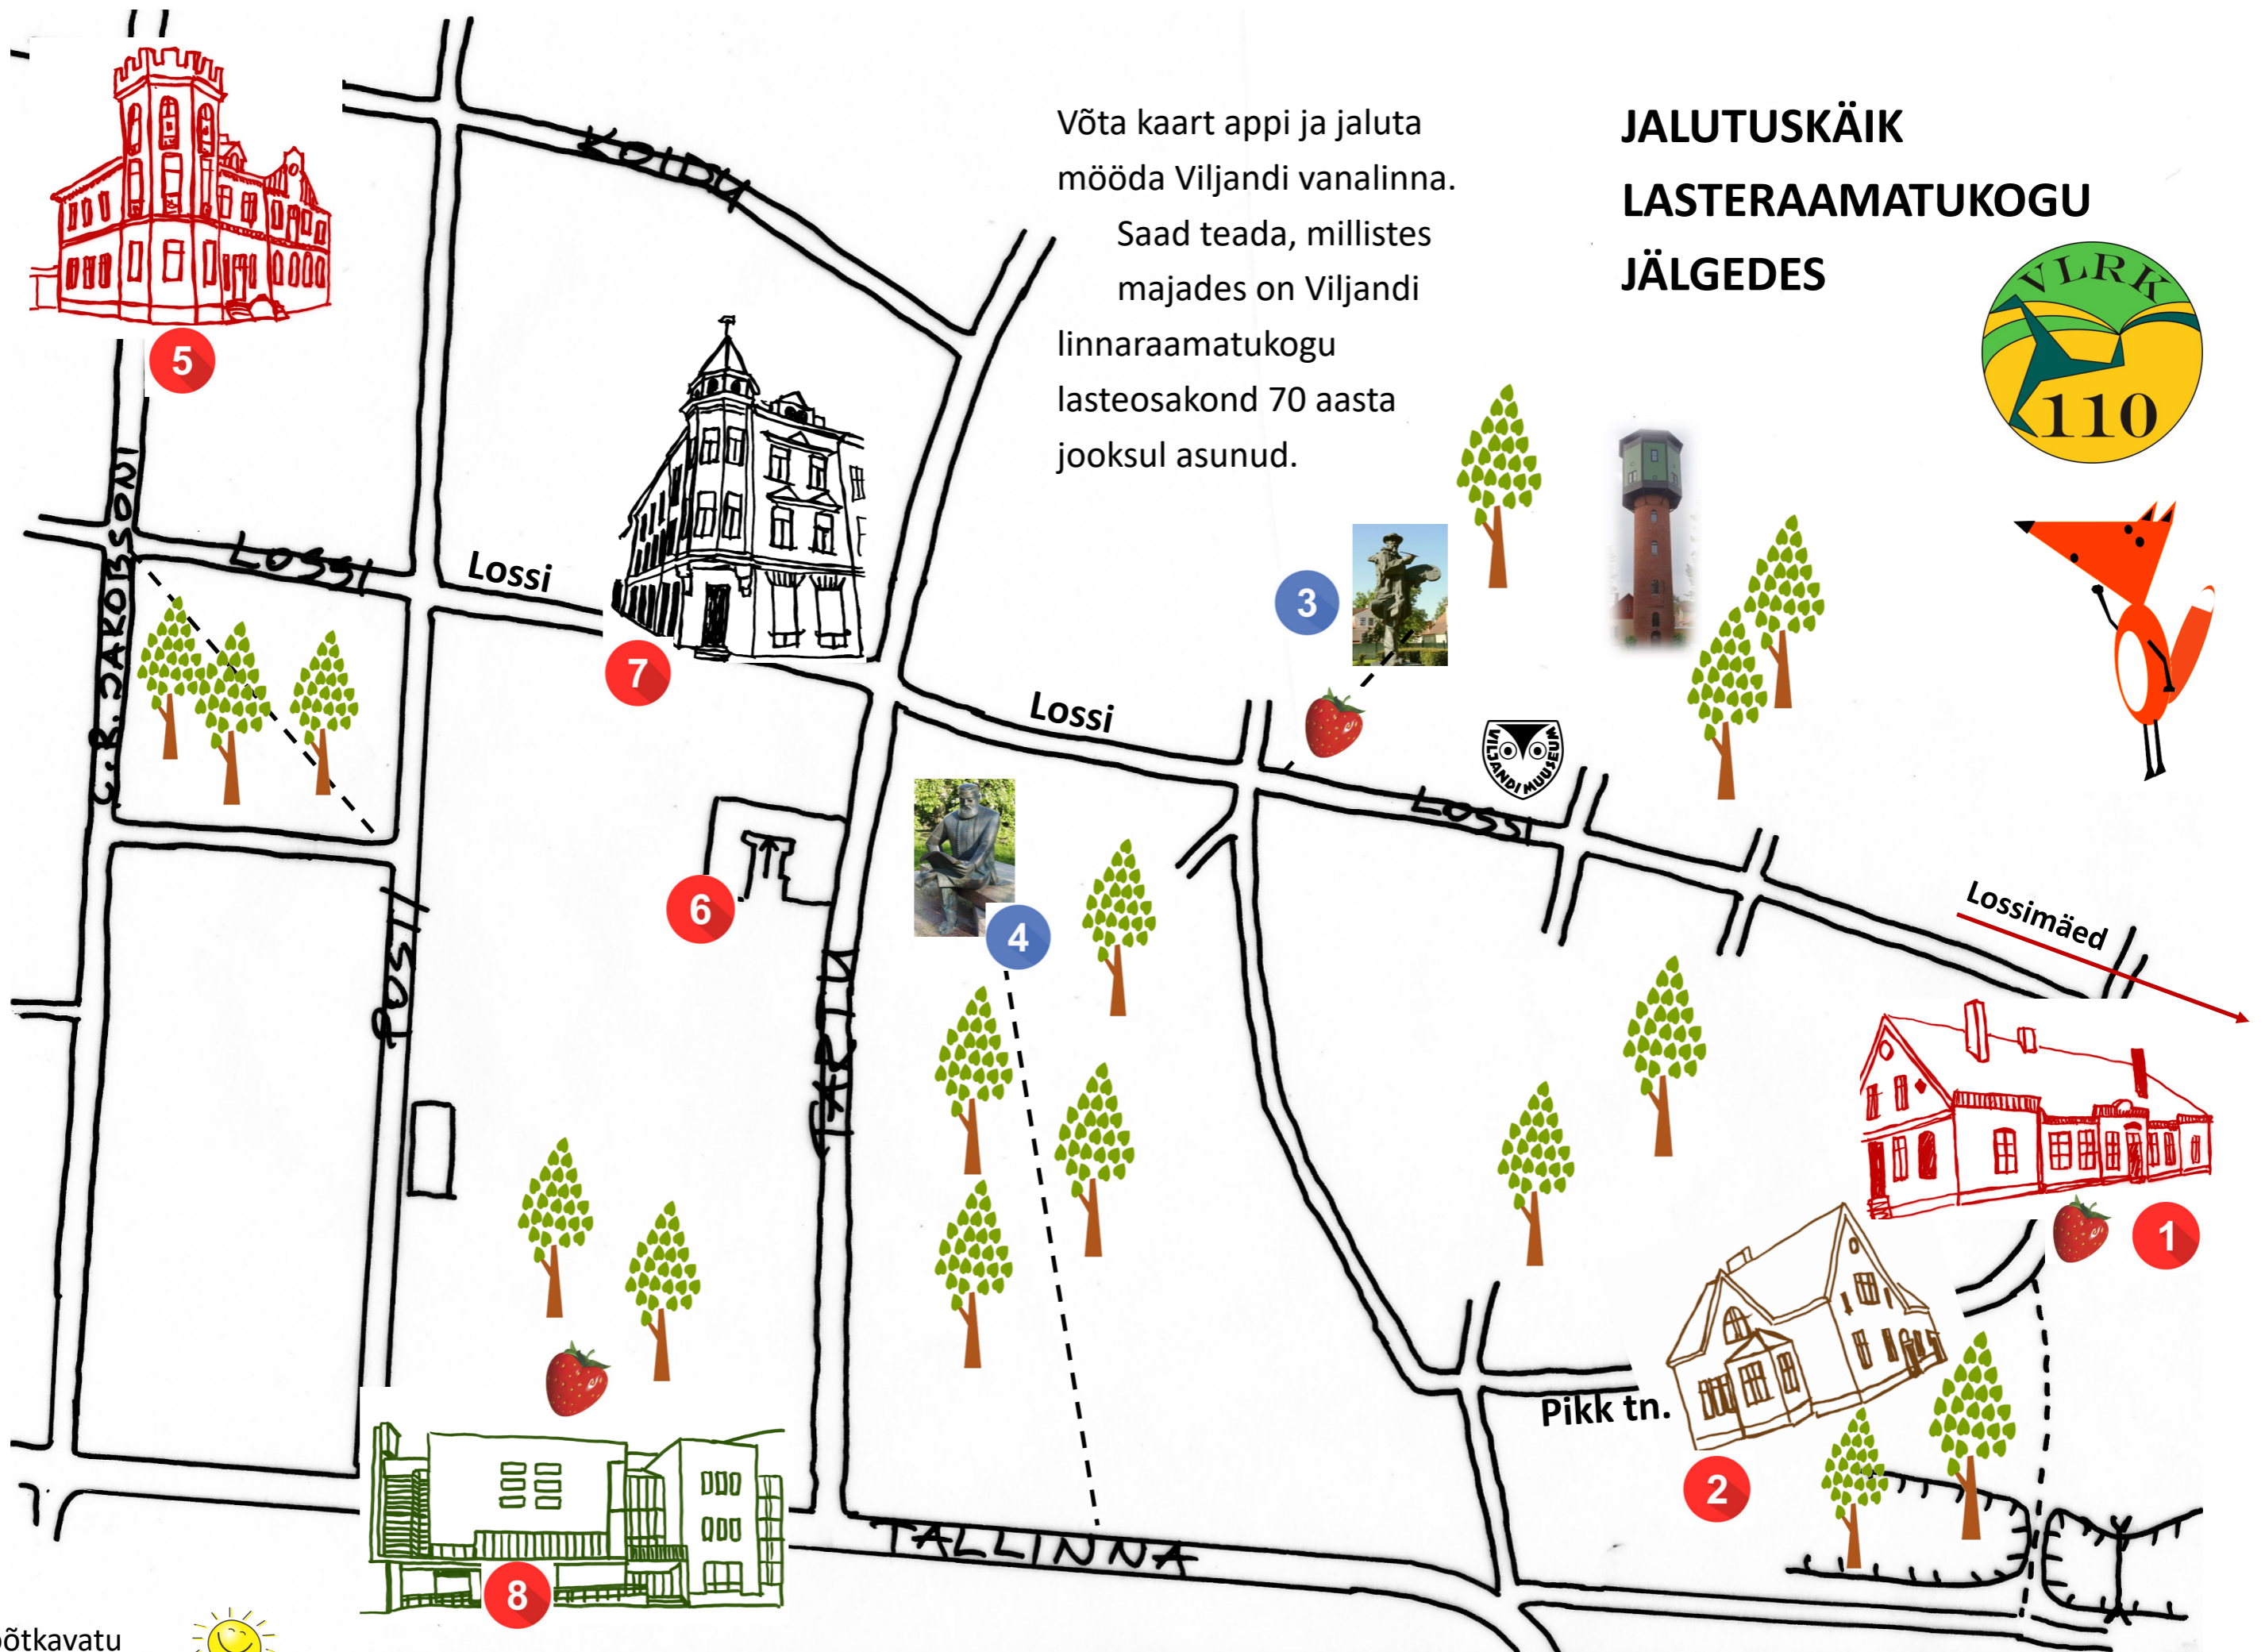 JALUTUSKÄIK
LASTERAAMATUKOGU
JÄLGEDES
Võta kaart appi ja jaluta
mööda Viljandi vanalinna.
Saad teada, millistes
majades on Viljandi
linnaraamatukogu
lasteosakond 70 aasta
jooksul asunud.
VLRK
110
KOIDU
5
C.R. JAKOBSONI
LOSSI
Lossi
7
3
Lossi
VILJANDI MUUSEUM
LOSSI
Lossimäed
6
4
POSTI
TARTU
1
Pikk tn.
2
8
TALLINNA